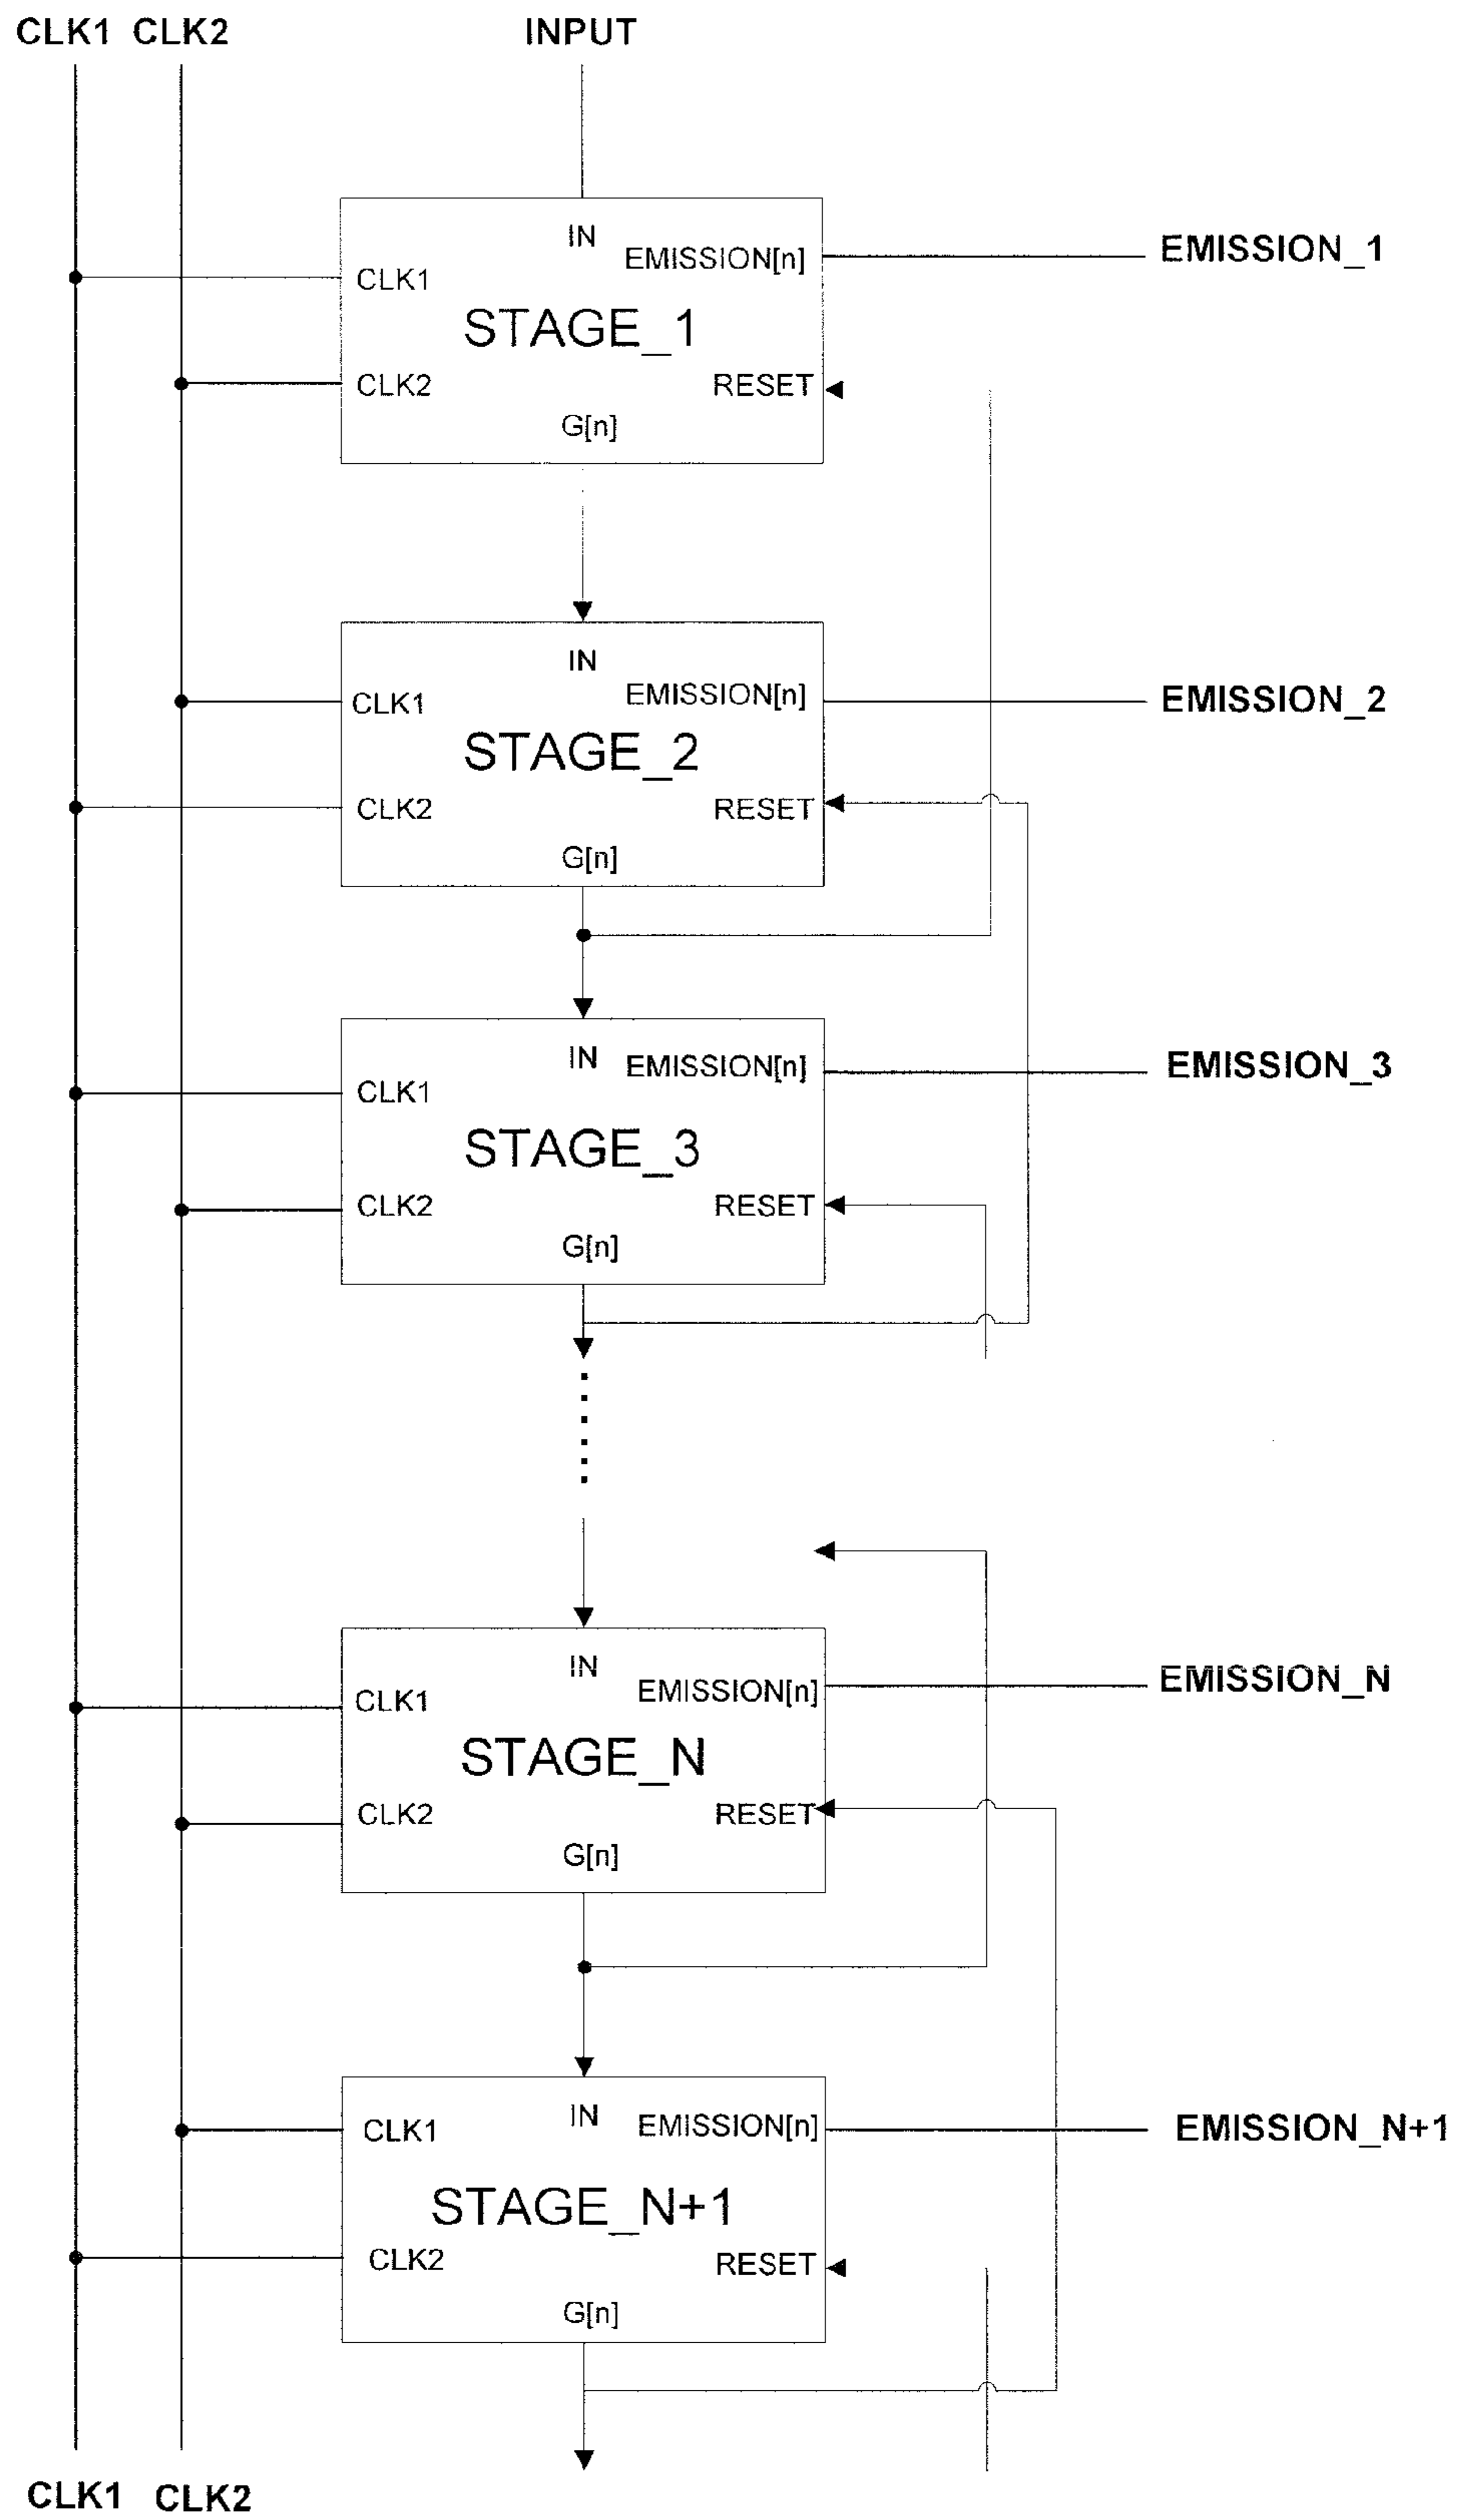 CLK1 CLK2 INPUT
IN
EMISSION[n] EMISSION_1
CLK1
STAGE_1
CLK2 RESET
G[n]
IN
EMISSION[n] EMISSION_2
CLK1
STAGE_2
CLK2 RESET
G[n]
IN
EMISSION[n] EMISSION_3
CLK1
STAGE_3
CLK2 RESET
G[n]
IN
EMISSION[n] EMISSION_N
CLK1
STAGE_N
CLK2 RESET
G[n]
IN
EMISSION[n] EMISSION_N+1
CLK1
STAGE_N+1
CLK2 RESET
G[n]
CLK1 CLK2